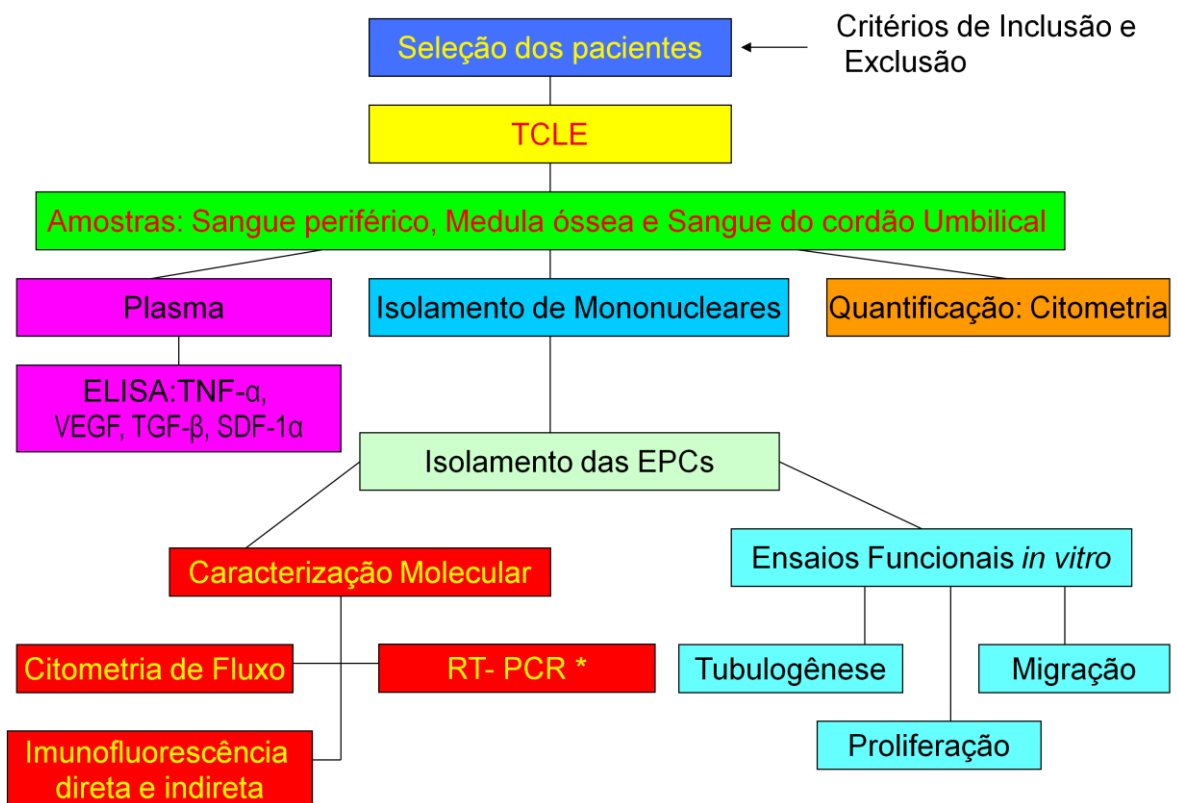 Seleção dos pacientes
Critérios de Inclusão e
Exclusão
TCLE
Amostras: Sangue periférico, Medula óssea e Sangue do cordão Umbilical
Plasma
Isolamento de Mononucleares
Quantificação: Citometria
ELISA:TNF-α,
VEGF, TGF-β, SDF-1α
Isolamento das EPCs
Caracterização Molecular
Ensaios Funcionais in vitro
Citometria de Fluxo
RT- PCR *
Tubulogênese
Migração
Proliferação
Imunofluorescência
direta e indireta